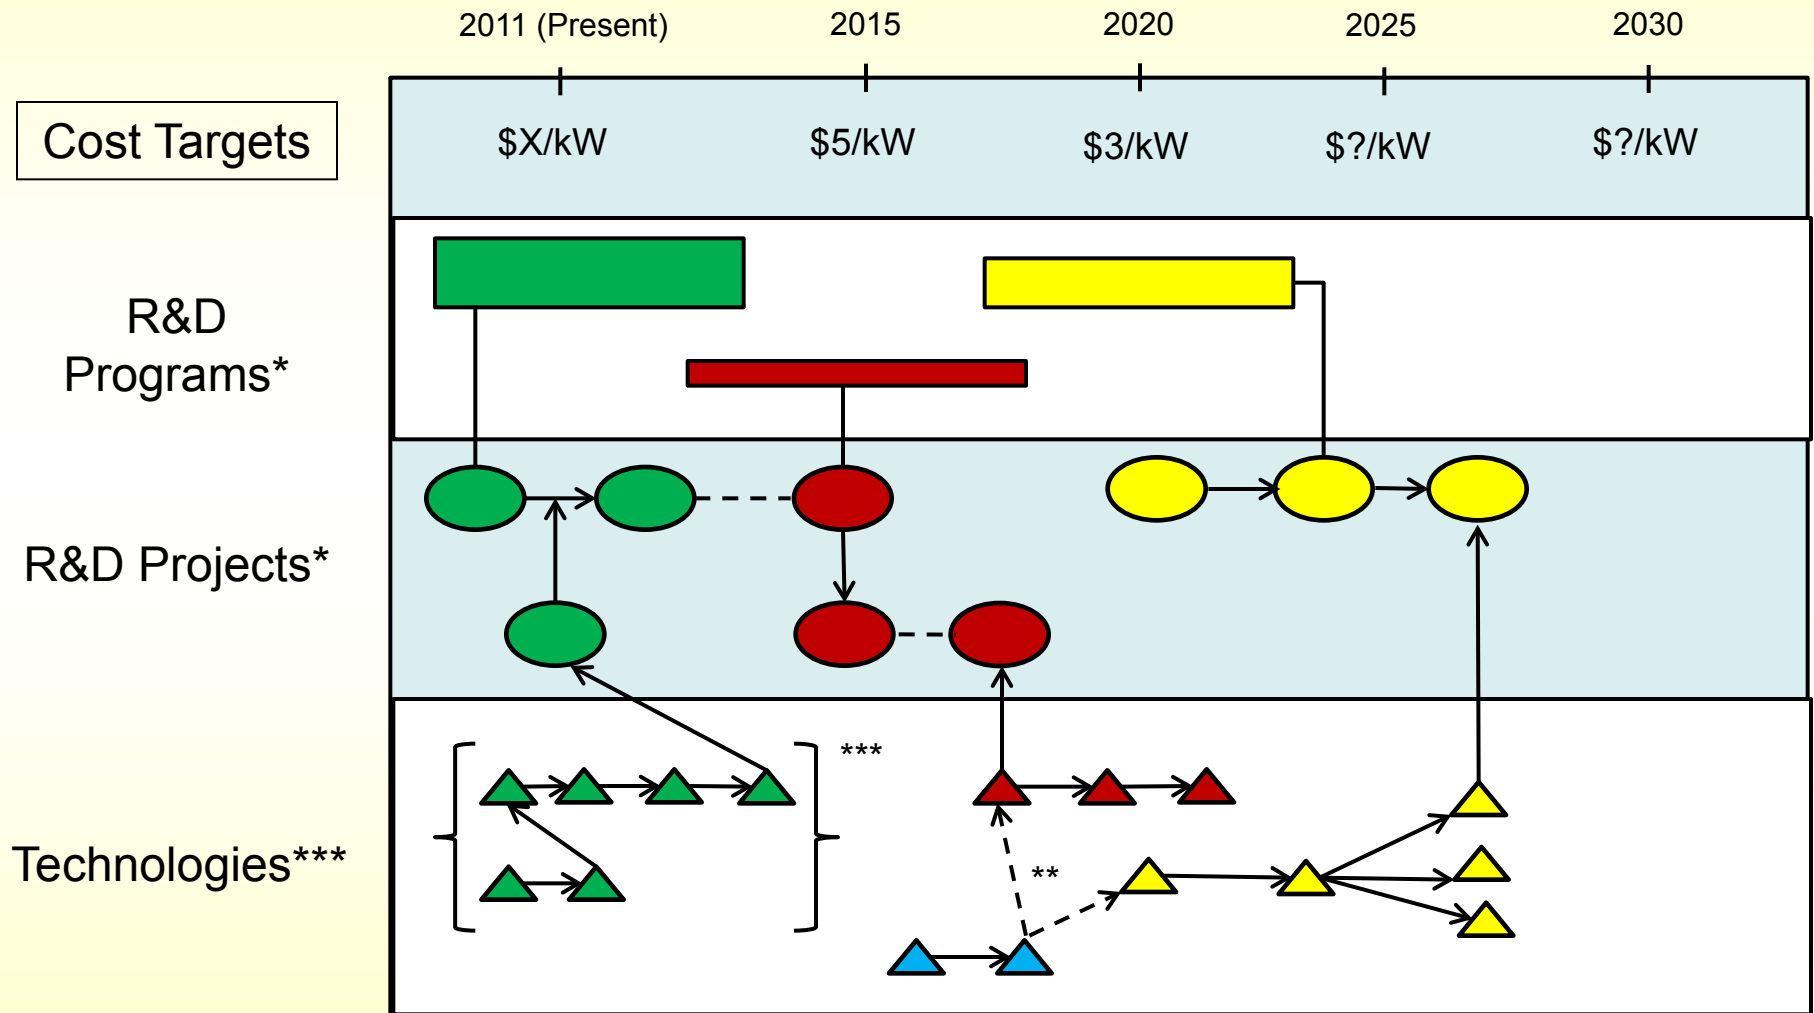 2011 (Present) 2015 2020 2025 2030
Cost Targets $X/kW $5/kW $3/kW $?/kW $?/kW
R&D
Programs*
R&D Projects*
***
Technologies***
**